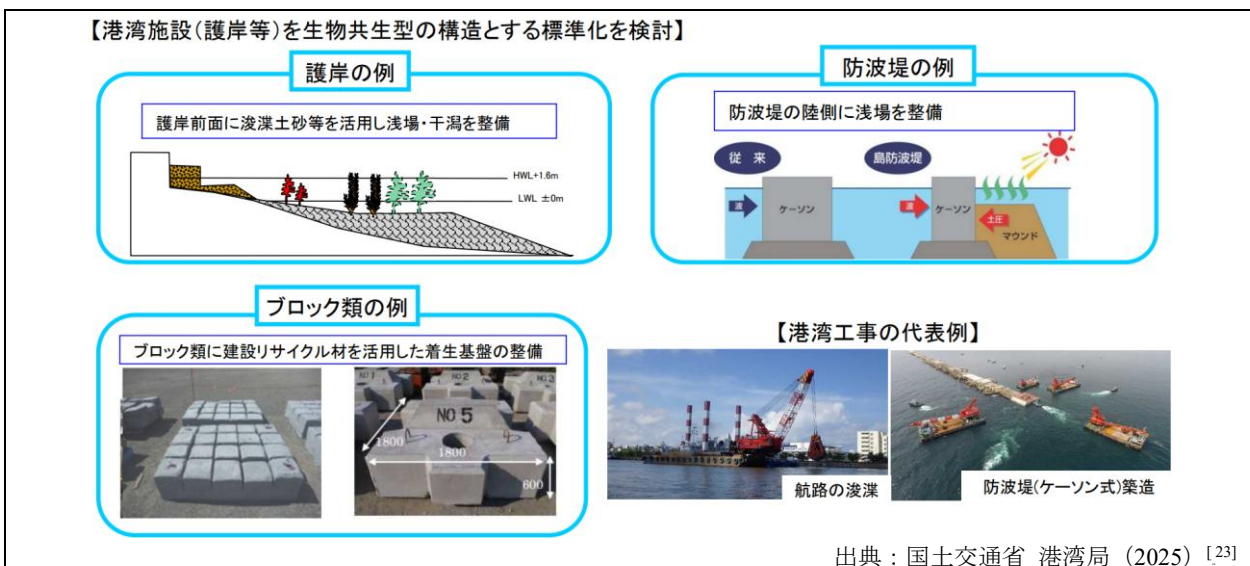 【港湾施設(護岸等)を生物共生型の構造とする標準化を検討】
護岸の例
護岸前面に浚渫土砂等を活用し浅場・干潟を整備
HWL+1.6m
LWL ±0m
防波堤の例
防波堤の陸側に浅場を整備
従 来
島防波堤
波
ケーソン
波
ケーソン
土圧
マウンド
ブロック類の例
ブロック類に建設リサイクル材を活用した着生基盤の整備
NO 5
1800
1800
600
【港湾工事の代表例】
航路の浚渫
防波堤(ケーソン式)築造
出典:国土交通省 港湾局 (2025) [23]